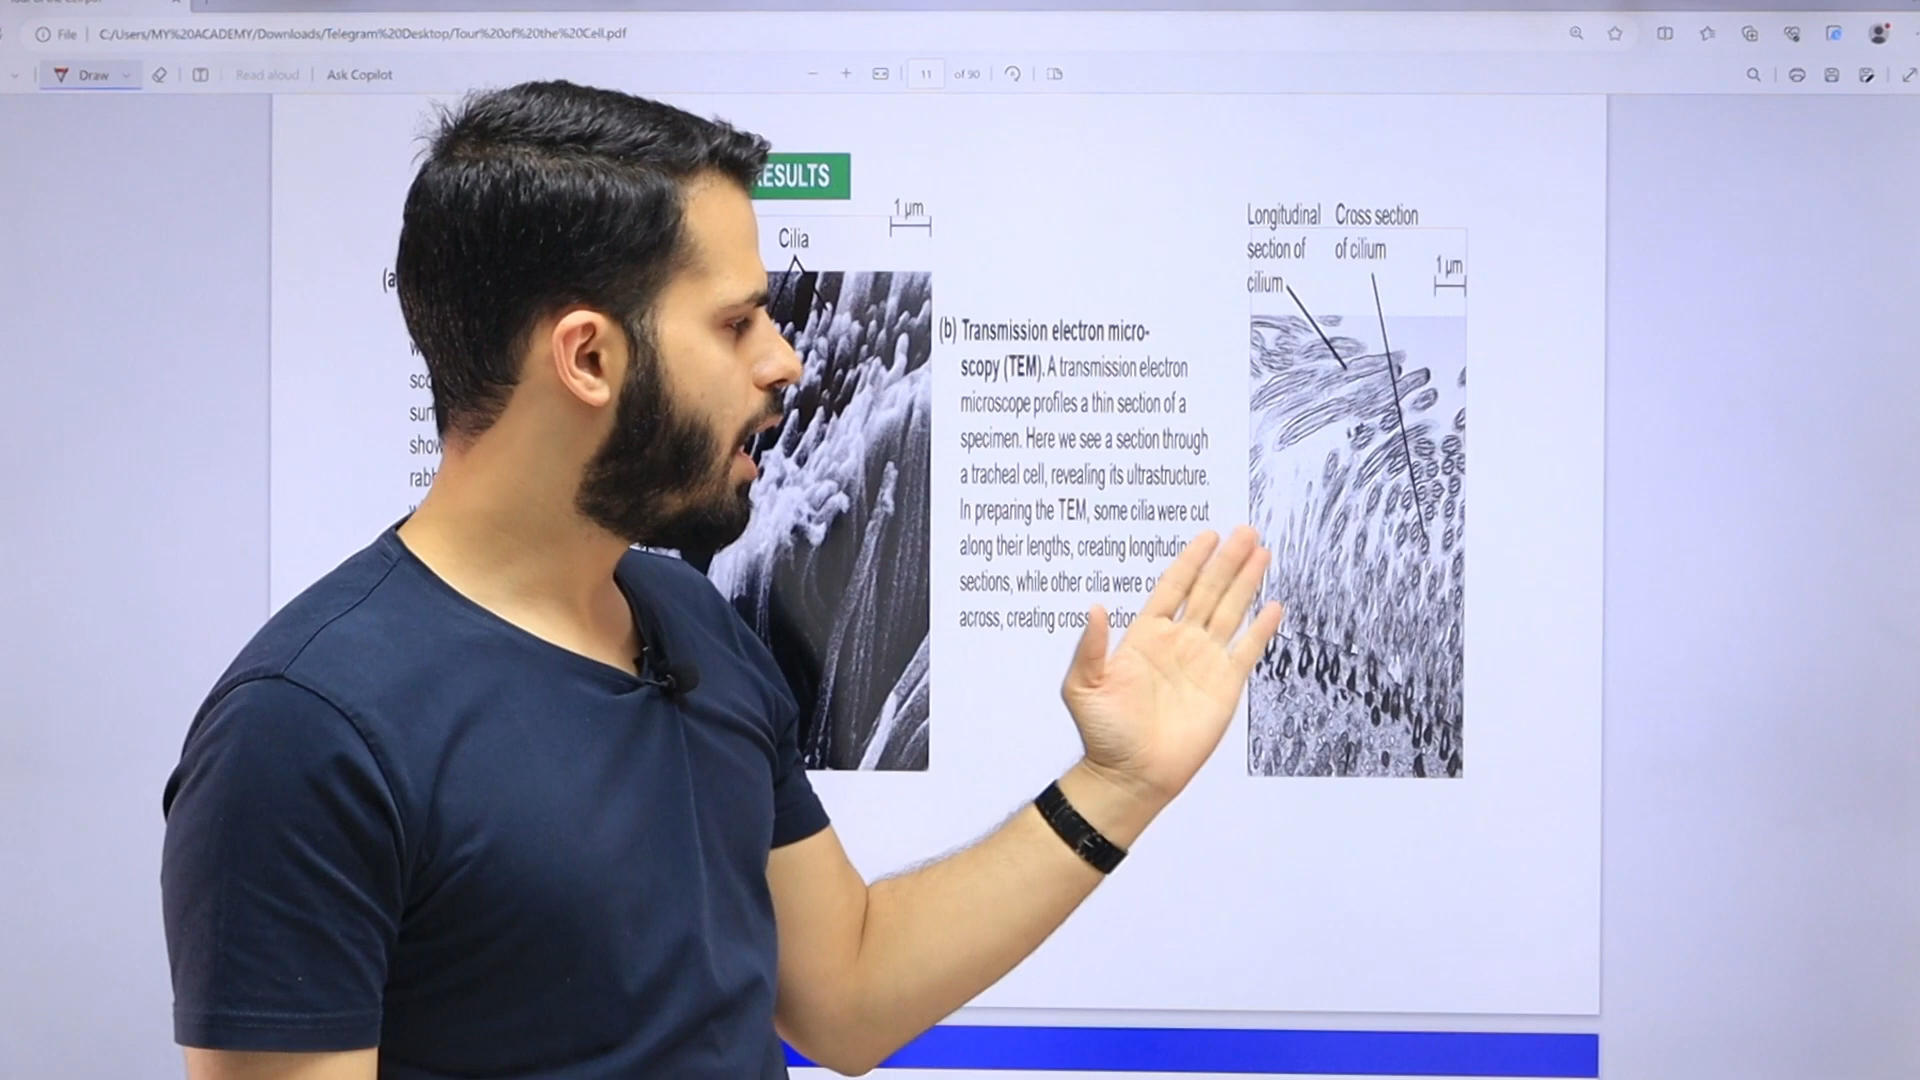 File
C:/Users/MY%20ACADEMY/Downloads/Telegram%20Desktop/Tour%20of%20the%20Cell.pdf
Draw
Read aloud
Ask Copilot
11 of 90
RESULTS
1 µm
Cilia
(b) Transmission electron micro-
scopy (TEM). A transmission electron
microscope profiles a thin section of a
specimen. Here we see a section through
a tracheal cell, revealing its ultrastructure.
In preparing the TEM, some cilia were cut
along their lengths, creating
sections, while other cilia were
across, creating
Longitudinal
section of
cilium
Cross section
of cilium
1 µm